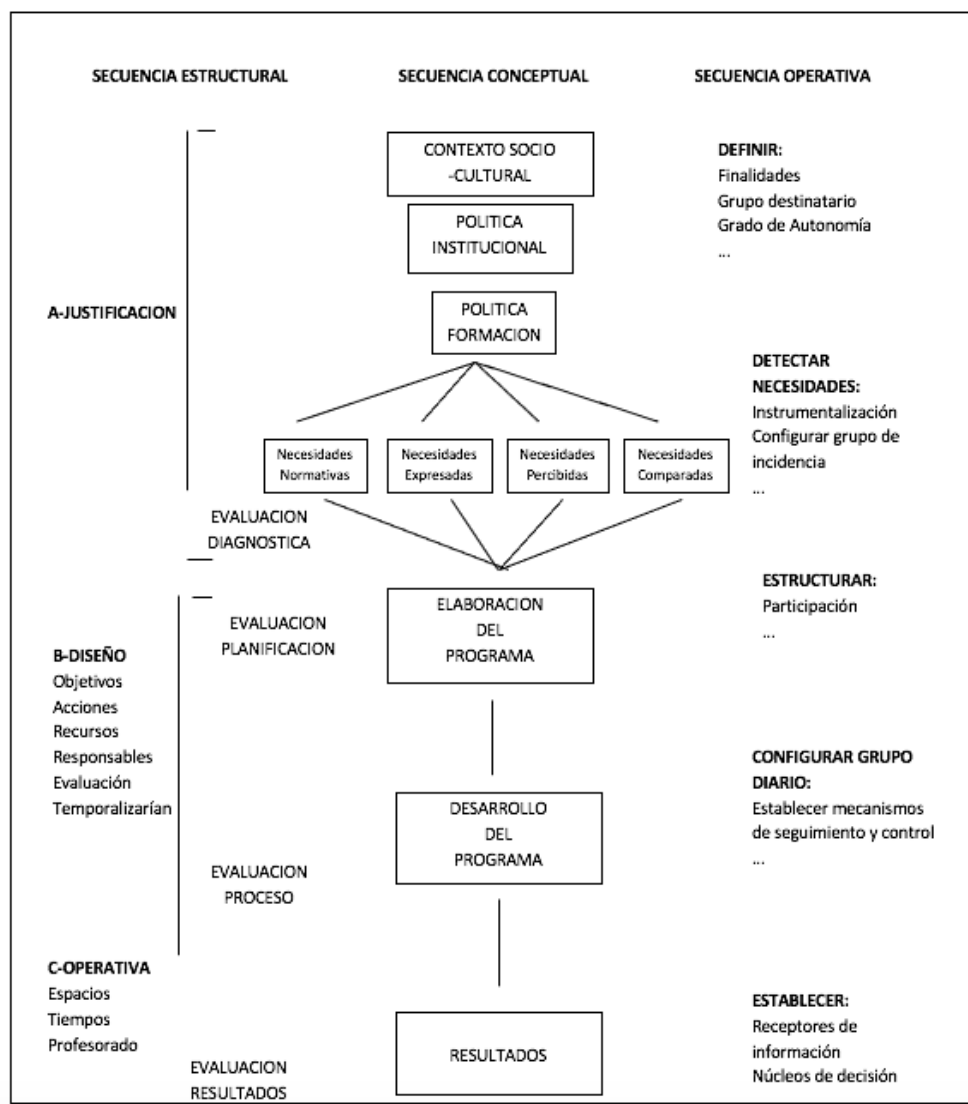 SECUENCIA ESTRUCTURAL
SECUENCIA CONCEPTUAL
SECUENCIA OPERATIVA
CONTEXTO SOCIO
-CULTURAL
DEFINIR:
Finalidades
Grupo destinatario
Grado de Autonomía
...
POLITICA
INSTITUCIONAL
A-JUSTIFICACION
POLITICA
FORMACION
DETECTAR
NECESIDADES:
Instrumentalización
Configurar grupo de
incidencia
...
Necesidades
Normativas
Necesidades
Expresadas
Necesidades
Percibidas
Necesidades
Comparadas
EVALUACION
DIAGNOSTICA
ELABORACION
DEL
PROGRAMA
ESTRUCTURAR:
Participación
...
EVALUACION
PLANIFICACION
B-DISEÑO
Objetivos
Acciones
Recursos
Responsables
Evaluación
Temporalizarían
DESARROLLO
DEL
PROGRAMA
CONFIGURAR GRUPO
DIARIO:
Establecer mecanismos
de seguimiento y control
...
EVALUACION
PROCESO
C-OPERATIVA
Espacios
Tiempos
Profesorado
RESULTADOS
ESTABLECER:
Receptores de
información
Núcleos de decisión
EVALUACION
RESULTADOS